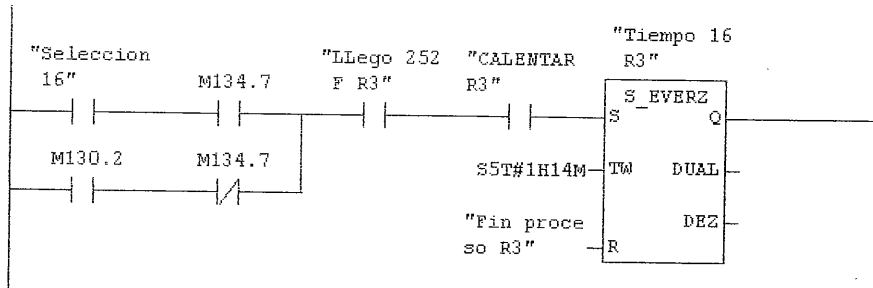 "Tiempo 16
R3"
"Seleccion
16"
M134.7
"LLego 252
F R3"
"CALENTAR
R3"
S_EVERZ
S
Q
M130.2
M134.7
S5T#1H14M
TW
DUAL
"Fin proce
so R3"
R
DEZ